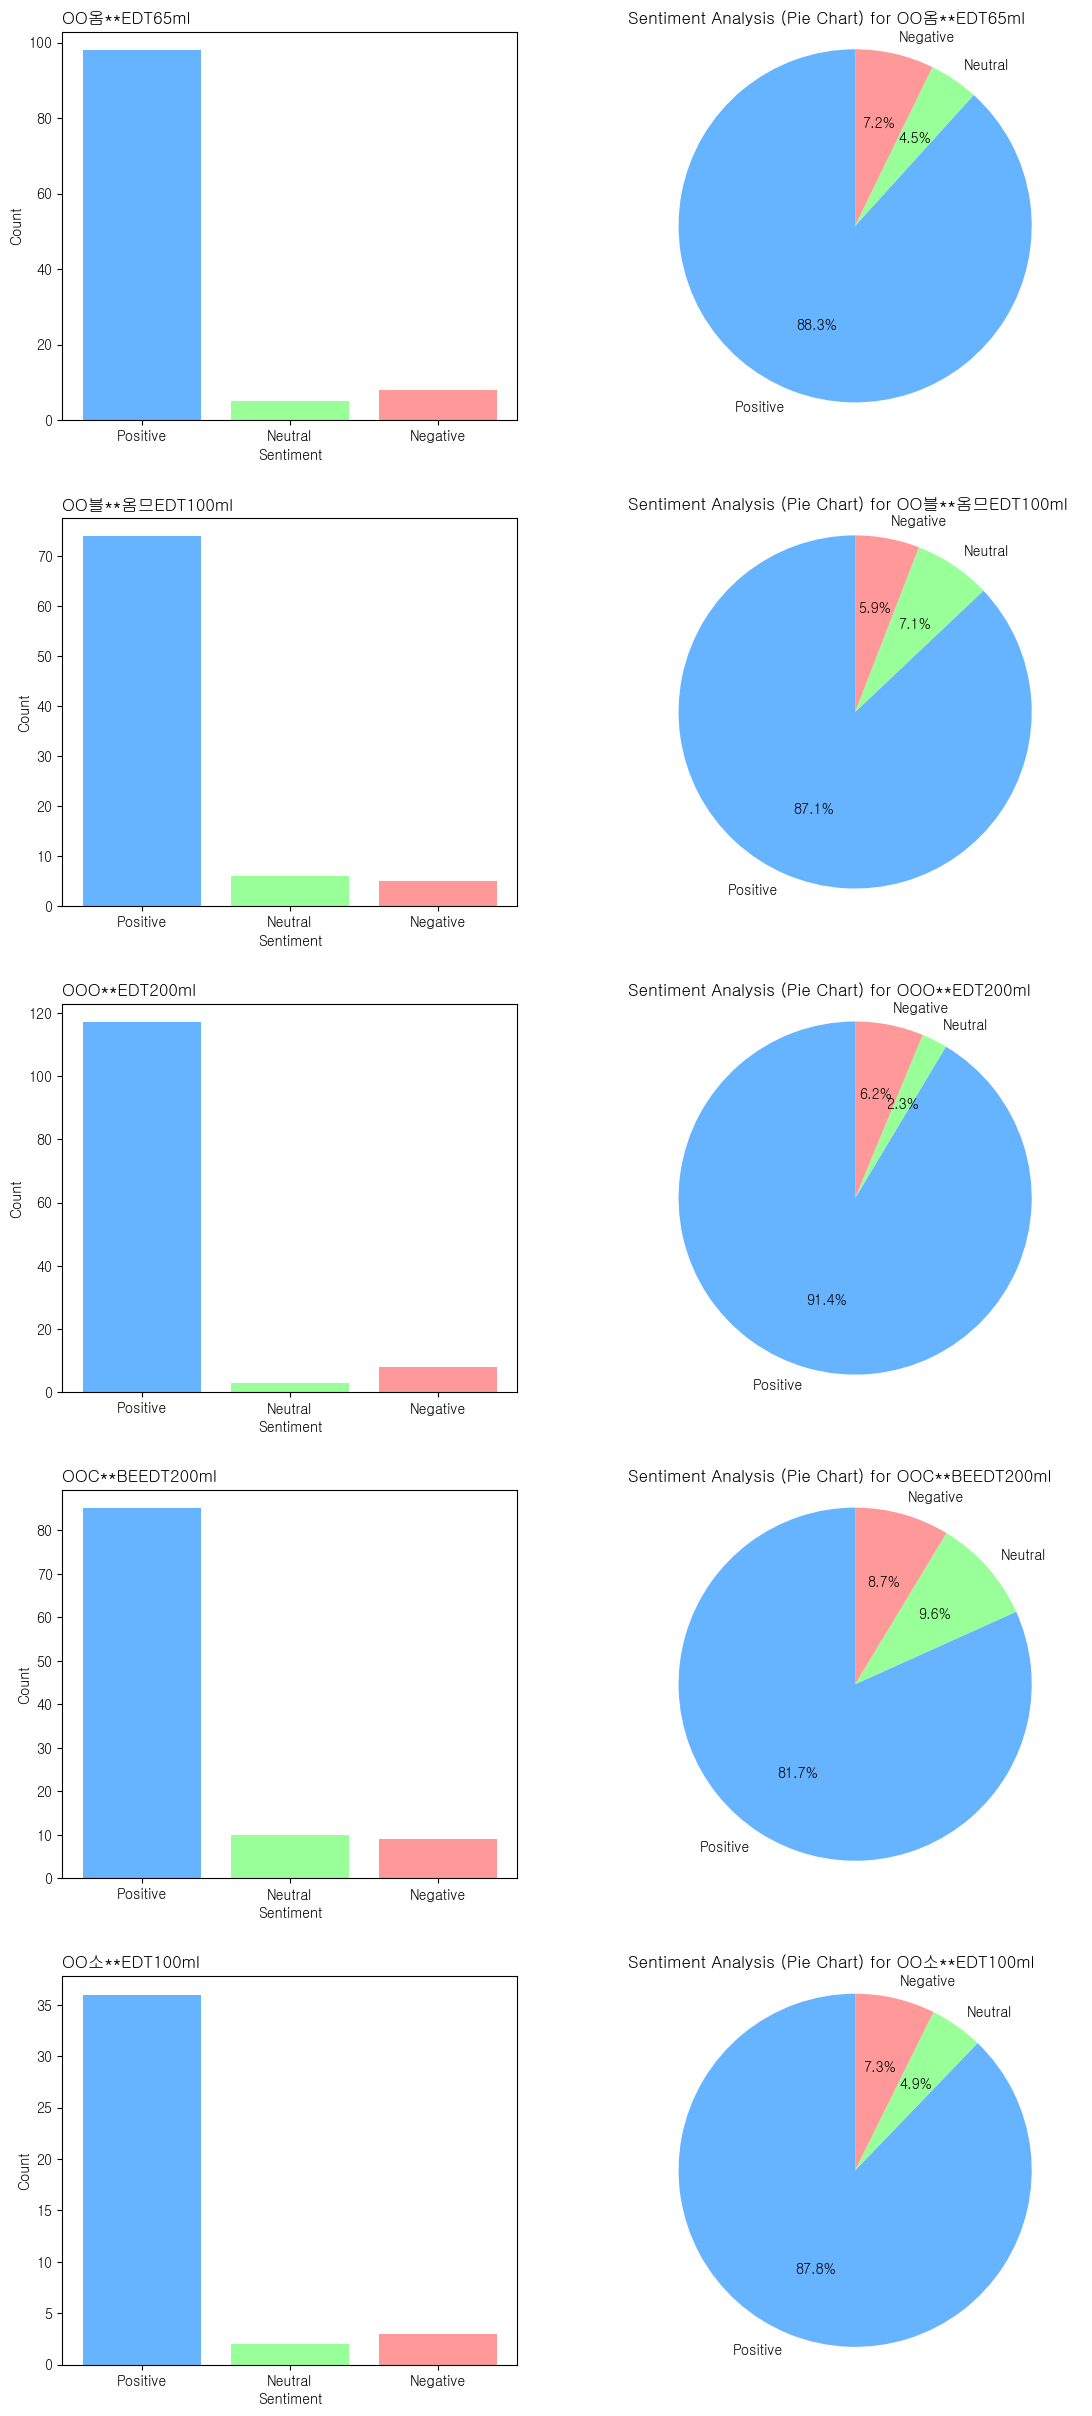 OO옴**EDT65ml
100
80
60
40
20
0
Count
Positive
Neutral
Negative
Sentiment
Sentiment Analysis (Pie Chart) for OO옴**EDT65ml
Negative
Neutral
7.2%
4.5%
88.3%
Positive
OO블**옴므EDT100ml
70
60
50
40
30
20
10
0
Count
Positive
Neutral
Negative
Sentiment
Sentiment Analysis (Pie Chart) for OO블**옴므EDT100ml
Negative
Neutral
5.9%
7.1%
87.1%
Positive
OOO**EDT200ml
120
100
80
60
40
20
0
Count
Positive
Neutral
Negative
Sentiment
Sentiment Analysis (Pie Chart) for OOO**EDT200ml
Negative
Neutral
6.2%
2.3%
91.4%
Positive
OOC**BEEDT200ml
80
70
60
50
40
30
20
10
0
Count
Positive
Neutral
Negative
Sentiment
Sentiment Analysis (Pie Chart) for OOC**BEEDT200ml
Negative
Neutral
8.7%
9.6%
81.7%
Positive
OO소**EDT100ml
35
30
25
20
15
10
5
0
Count
Positive
Neutral
Negative
Sentiment
Sentiment Analysis (Pie Chart) for OO소**EDT100ml
Negative
Neutral
7.3%
4.9%
87.8%
Positive